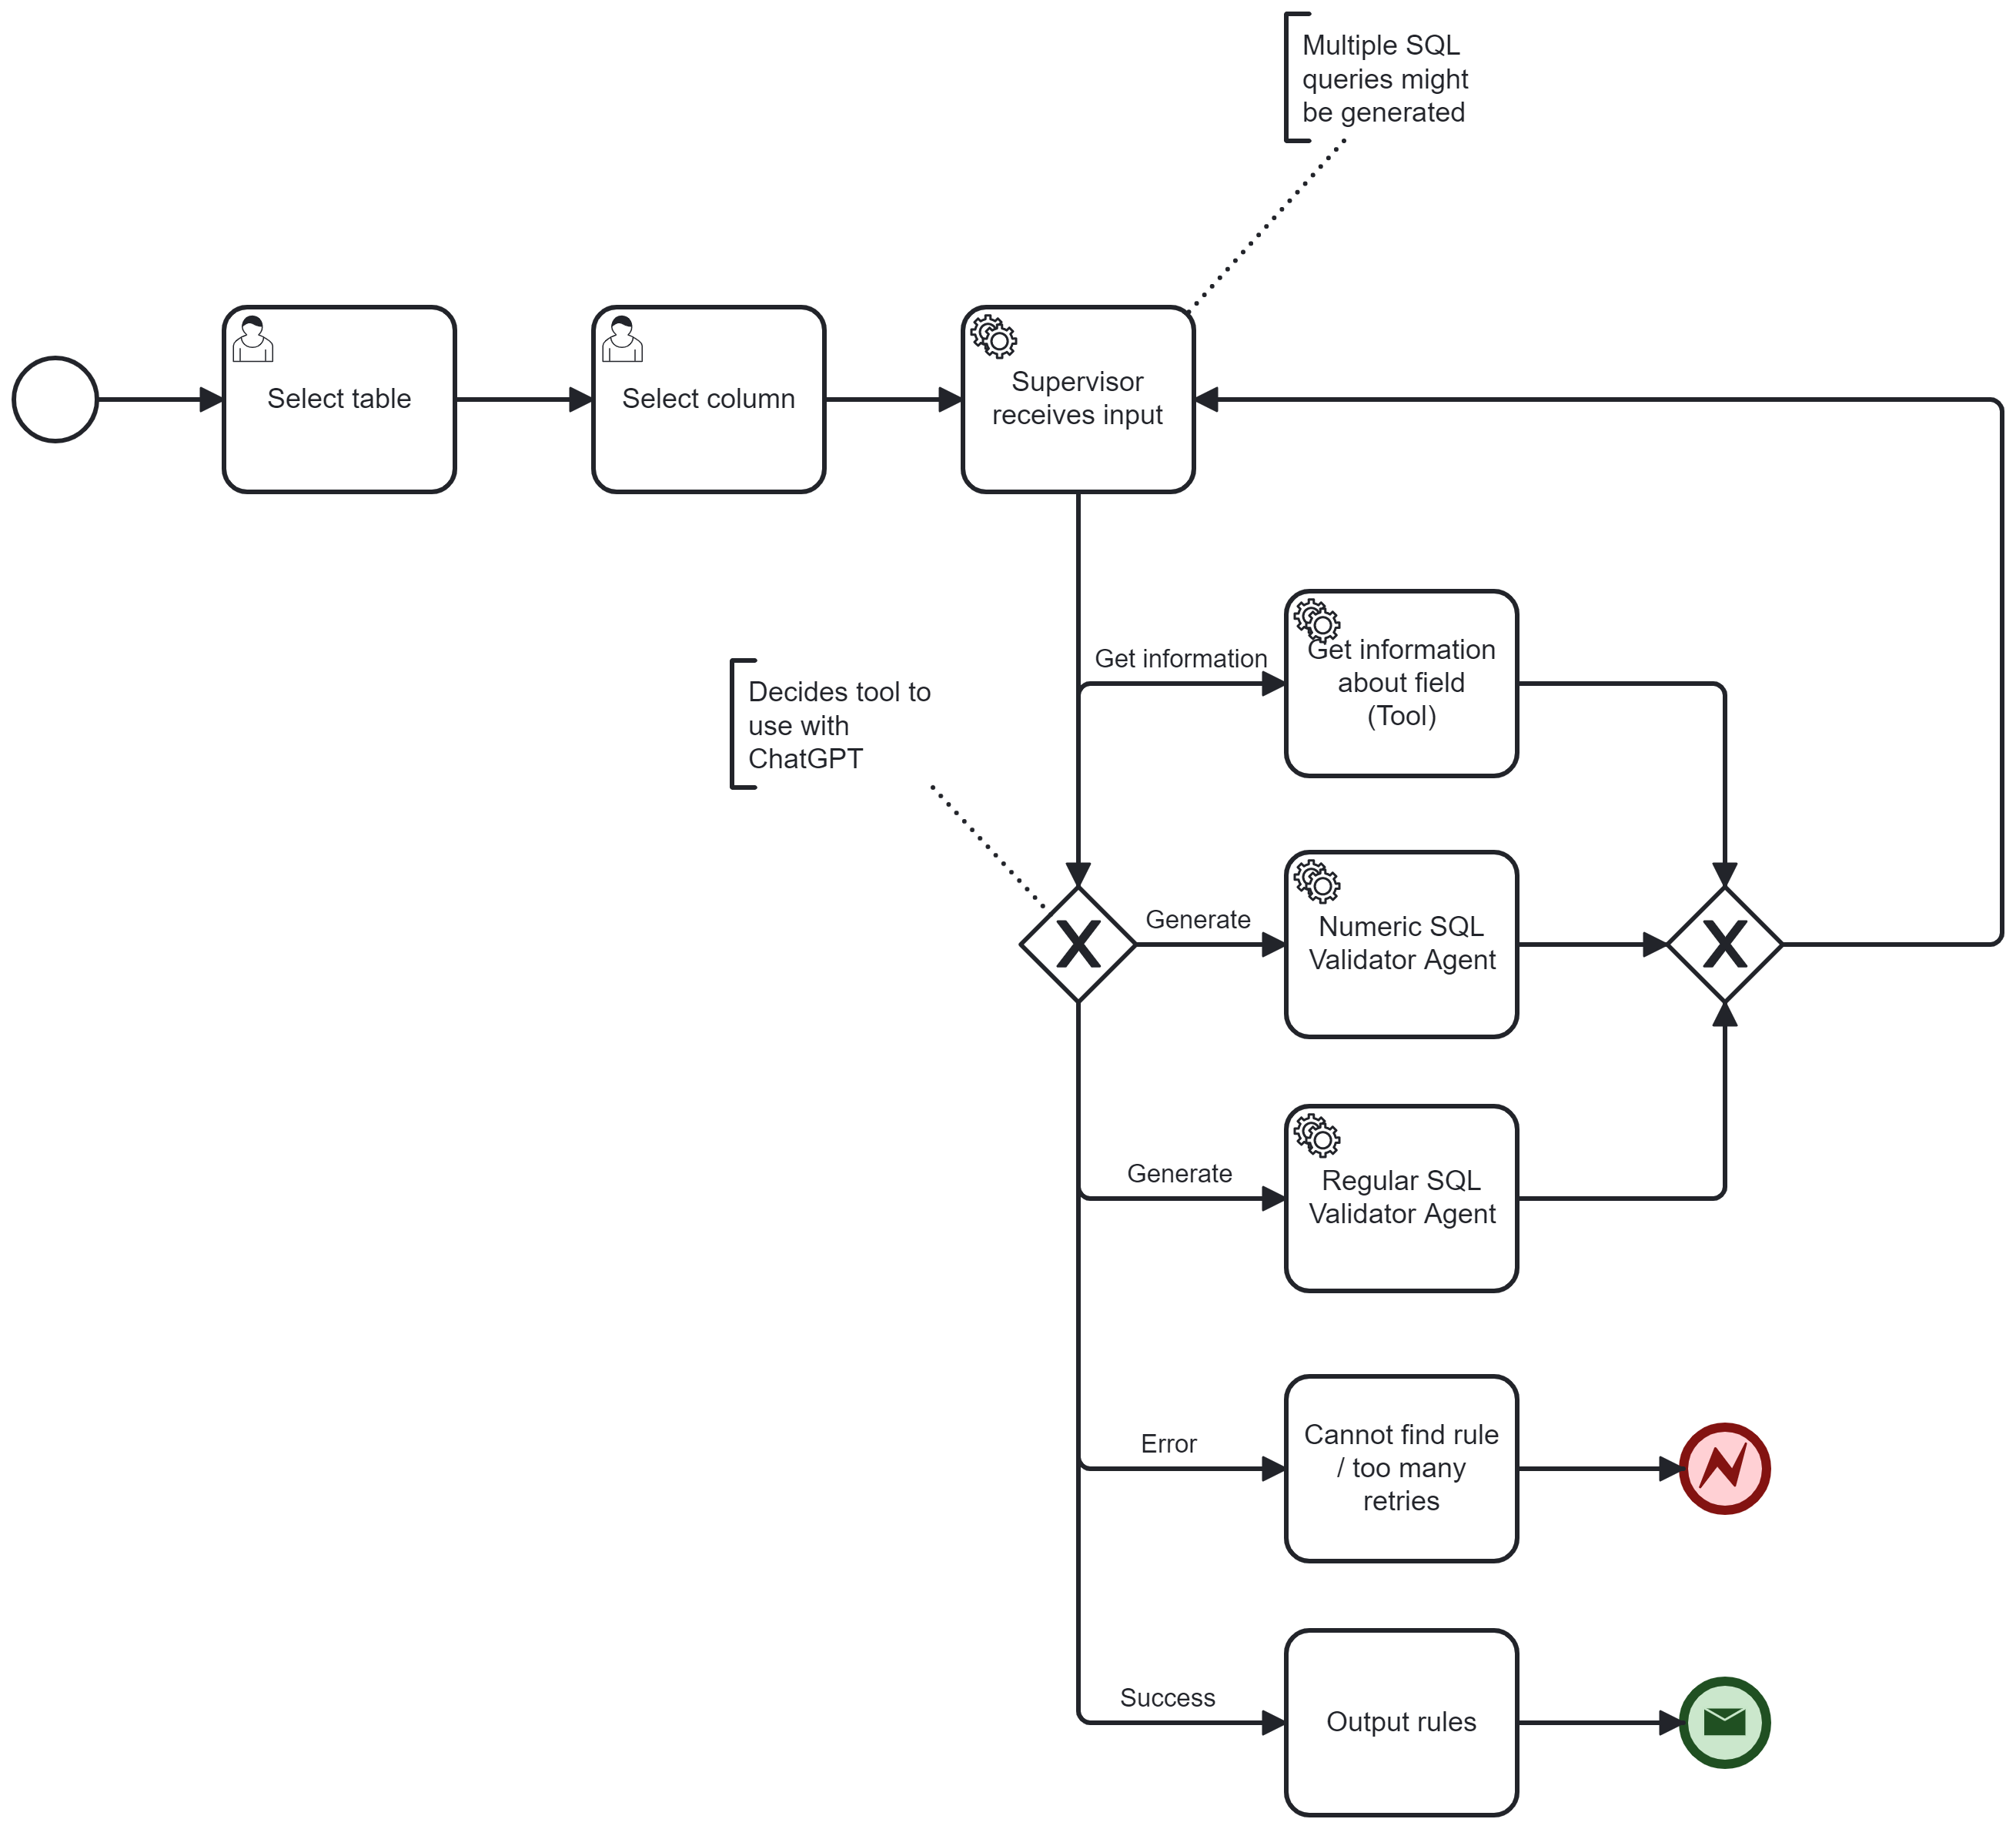 Multiple SQL
queries might
be generated
Select table
Select column
Supervisor
receives input
Get information
Get information
about field
(Tool)
Decides tool to
use with
ChatGPT
Generate
Numeric SQL
Validator Agent
Generate
Regular SQL
Validator Agent
Error
Cannot find rule
/ too many
retries
Success
Output rules